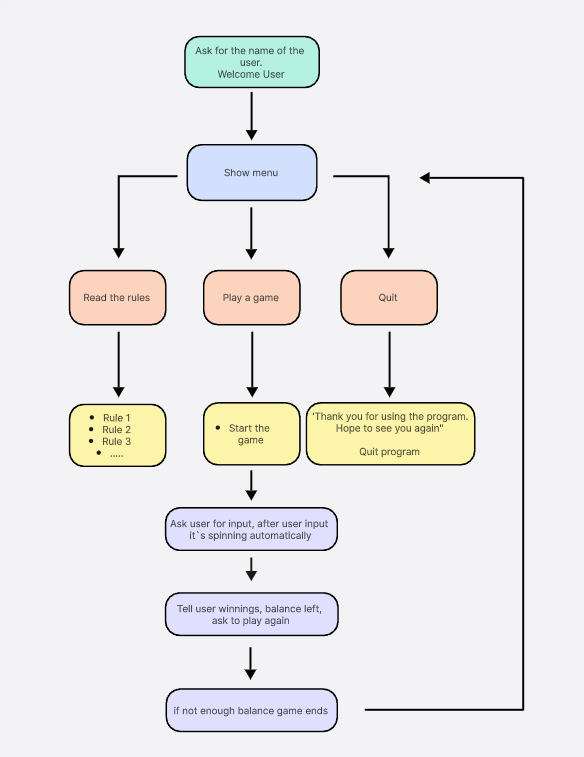 Ask for the name of the
user.
Welcome User
Show menu
Read the rules
Play a game
Quit
• Rule 1
• Rule 2
• Rule 3
• .....
• Start the
game
'Thank you for using the program.
Hope to see you again"
Quit program
Ask user for input, after user input
it`s spinning automatically
Tell user winnings, balance left,
ask to play again
if not enough balance game ends